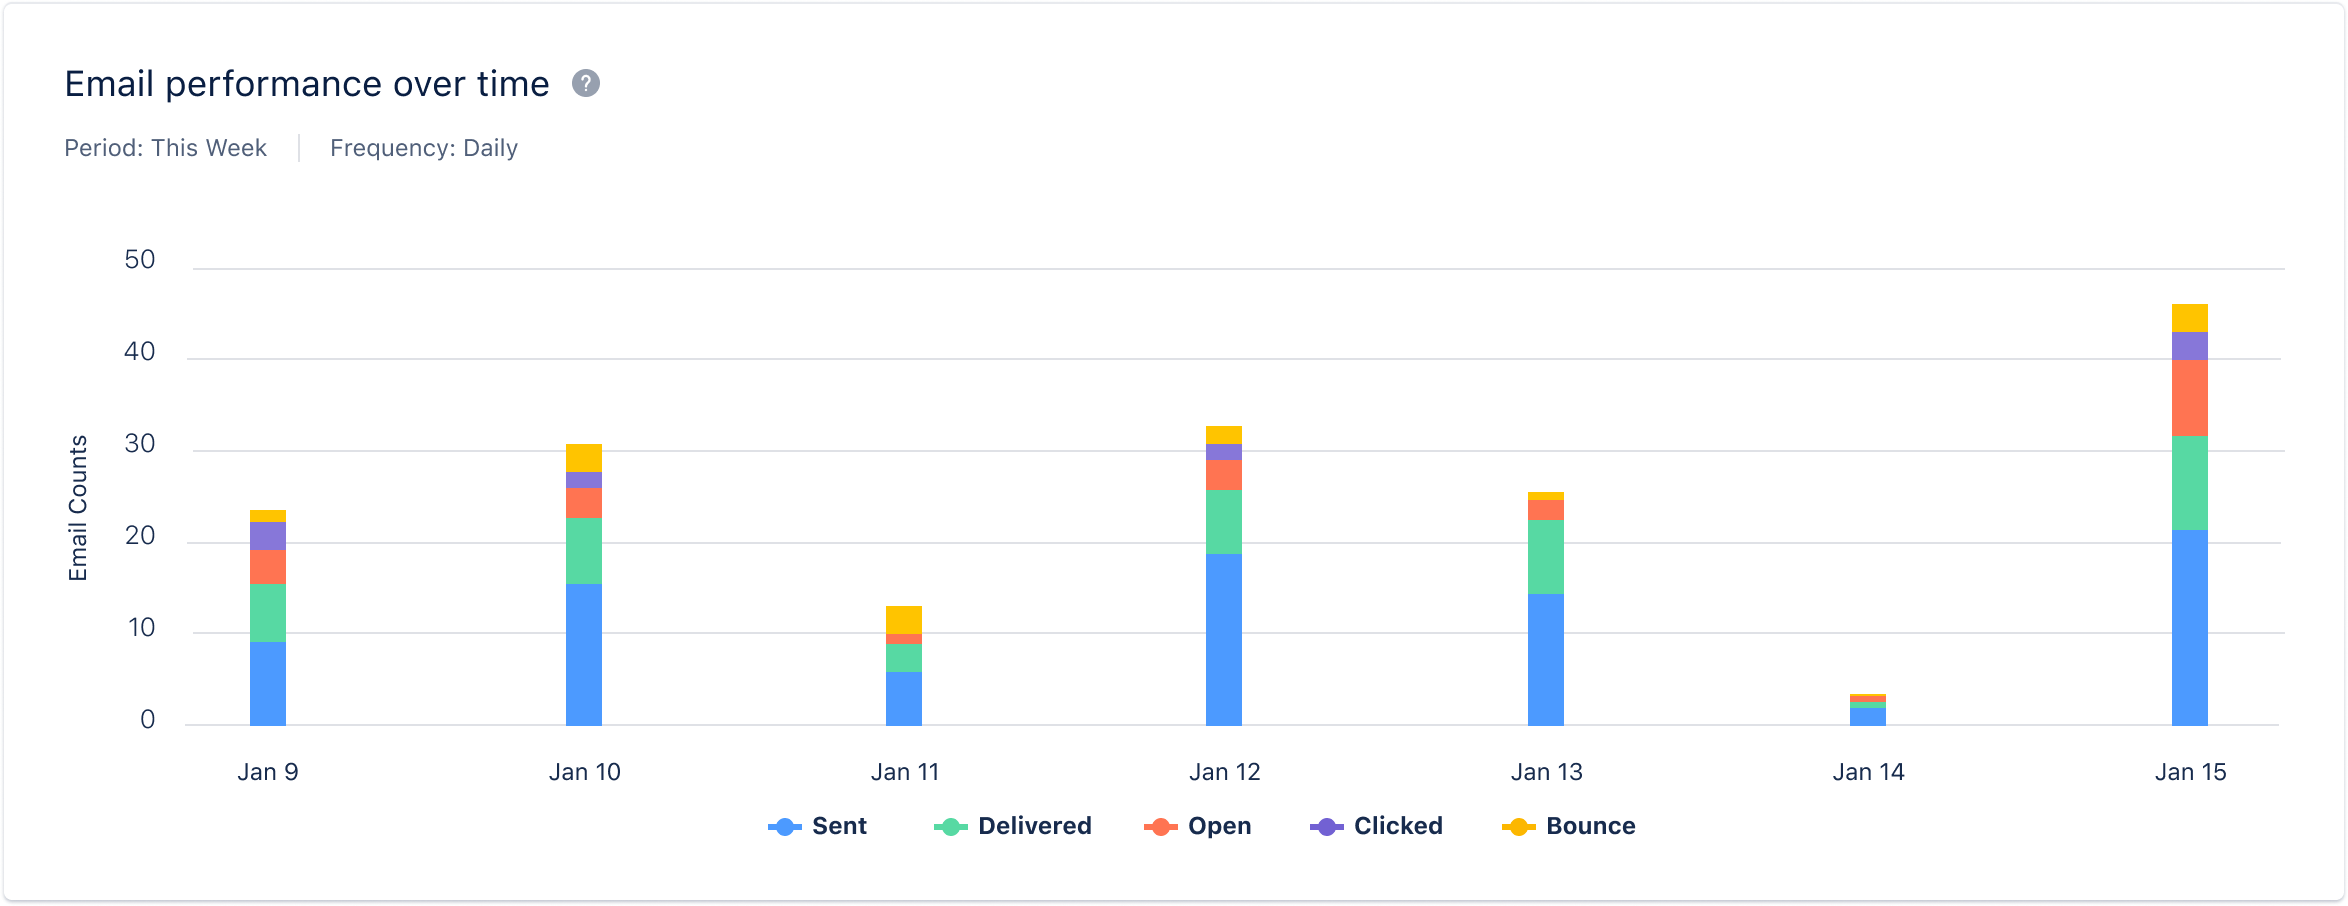 Email performance over time ?
Period: This Week | Frequency: Daily
50
40
30
20
10
0
Email Counts
Jan 9 Jan 10 Jan 11 Jan 12 Jan 13 Jan 14 Jan 15
Sent Delivered Open Clicked Bounce